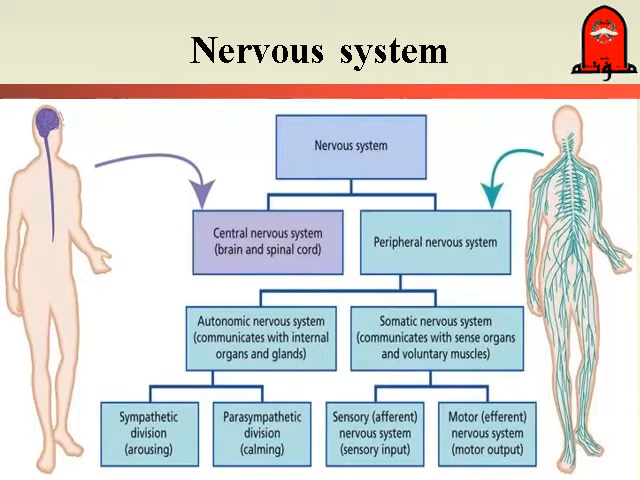 Nervous system
مؤتة
Nervous system
Central nervous system
(brain and spinal cord)
Peripheral nervous system
Autonomic nervous system
(communicates with internal
organs and glands)
Somatic nervous system
(communicates with sense organs
and voluntary muscles)
Sympathetic
division
(arousing)
Parasympathetic
division
(calming)
Sensory (afferent)
nervous system
(sensory input)
Motor (efferent)
nervous system
(motor output)